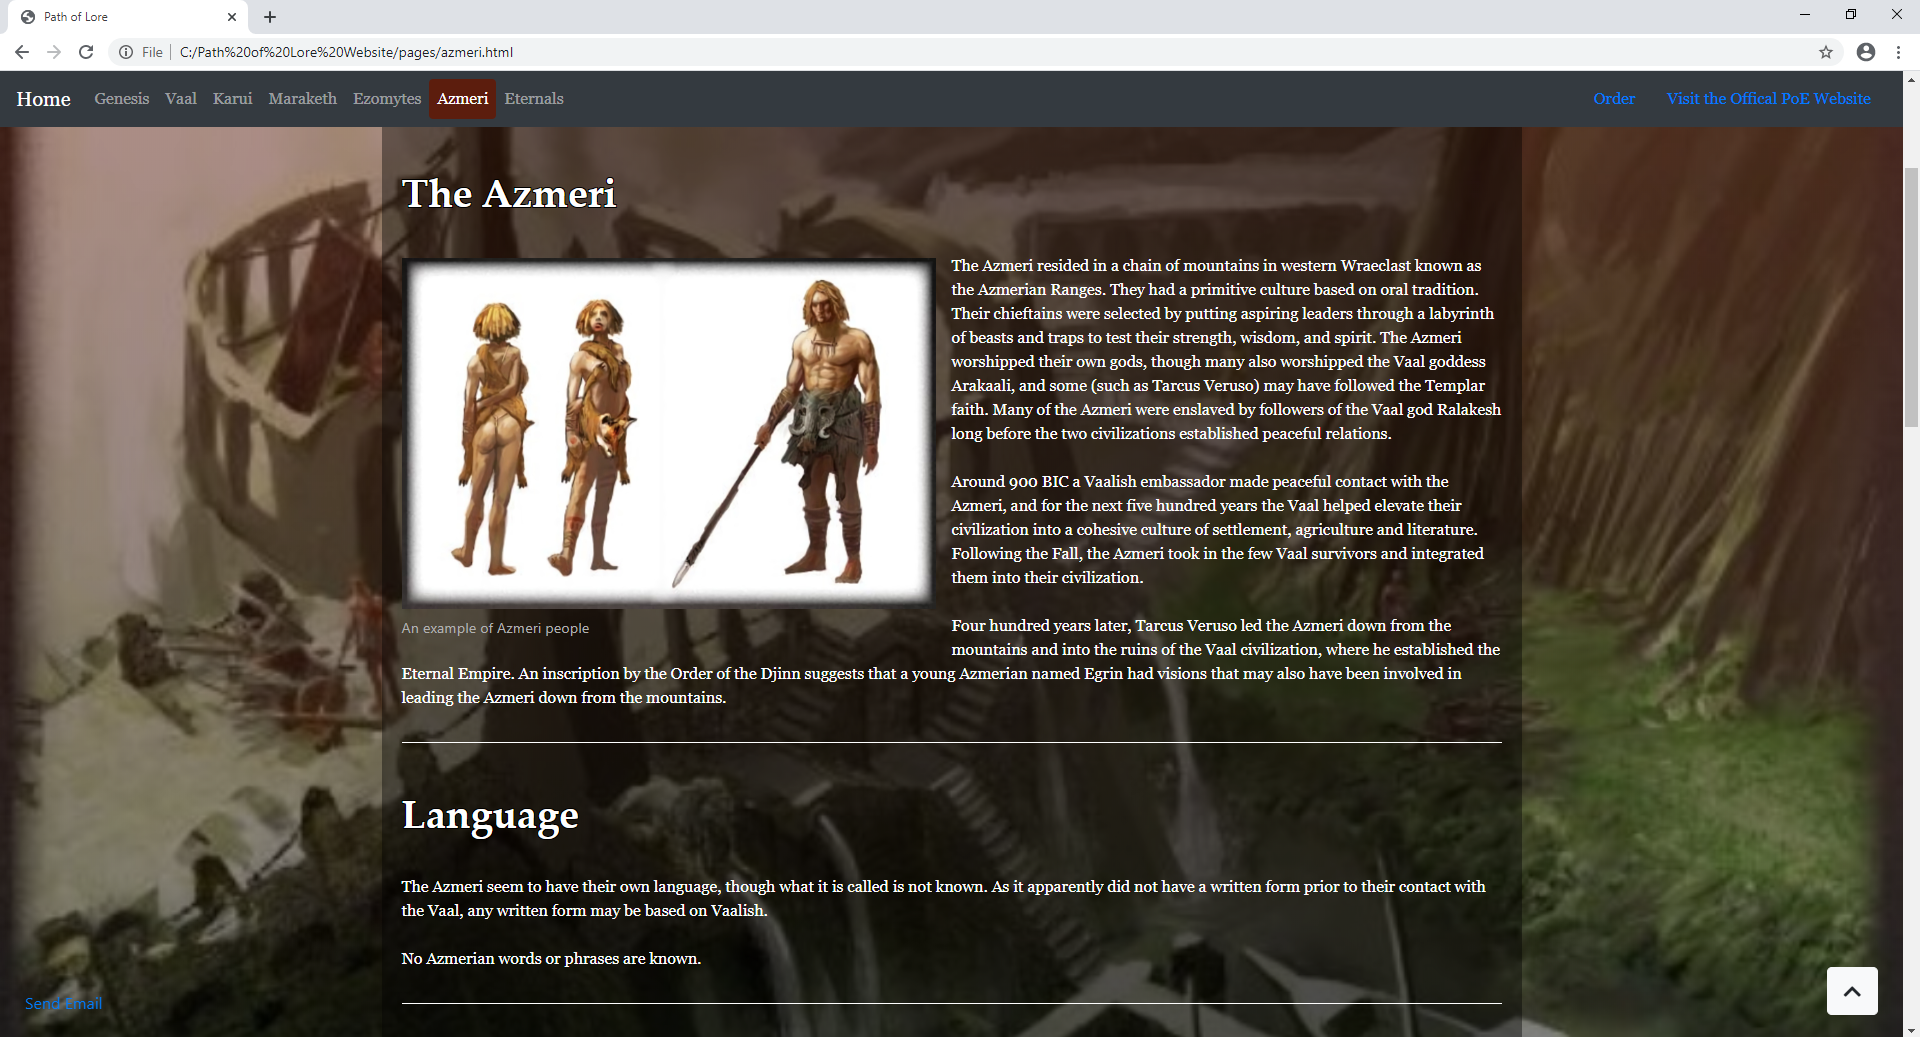 Path of Lore
File
C:/Path%20of%20Lore%20Website/pages/azmeri.html
Home Genesis Vaal Karui Maraketh Ezomytes Azmeri Eternals Order Visit the Offical PoE Website
The Azmeri
The Azmeri resided in a chain of mountains in western Wraeclast known as
the Azmerian Ranges. They had a primitive culture based on oral tradition.
Their chieftains were selected by putting aspiring leaders through a labyrinth
of beasts and traps to test their strength, wisdom, and spirit. The Azmeri
worshipped their own gods, though many also worshipped the Vaal goddess
Arakaali, and some (such as Tarcus Veruso) may have followed the Templar
faith. Many of the Azmeri were enslaved by followers of the Vaal god Ralakesh
long before the two civilizations established peaceful relations.
Around 900 BIC a Vaalish embassador made peaceful contact with the
Azmeri, and for the next five hundred years the Vaal helped elevate their
civilization into a cohesive culture of settlement, agriculture and literature.
Following the Fall, the Azmeri took in the few Vaal survivors and integrated
them into their civilization.
An example of Azmeri people
Four hundred years later, Tarcus Veruso led the Azmeri down from the
mountains and into the ruins of the Vaal civilization, where he established the
Eternal Empire. An inscription by the Order of the Djinn suggests that a young Azmerian named Egrin had visions that may also have been involved in
leading the Azmeri down from the mountains.
Language
The Azmeri seem to have their own language, though what it is called is not known. As it apparently did not have a written form prior to their contact with
the Vaal, any written form may be based on Vaalish.
No Azmerian words or phrases are known.
Send Email